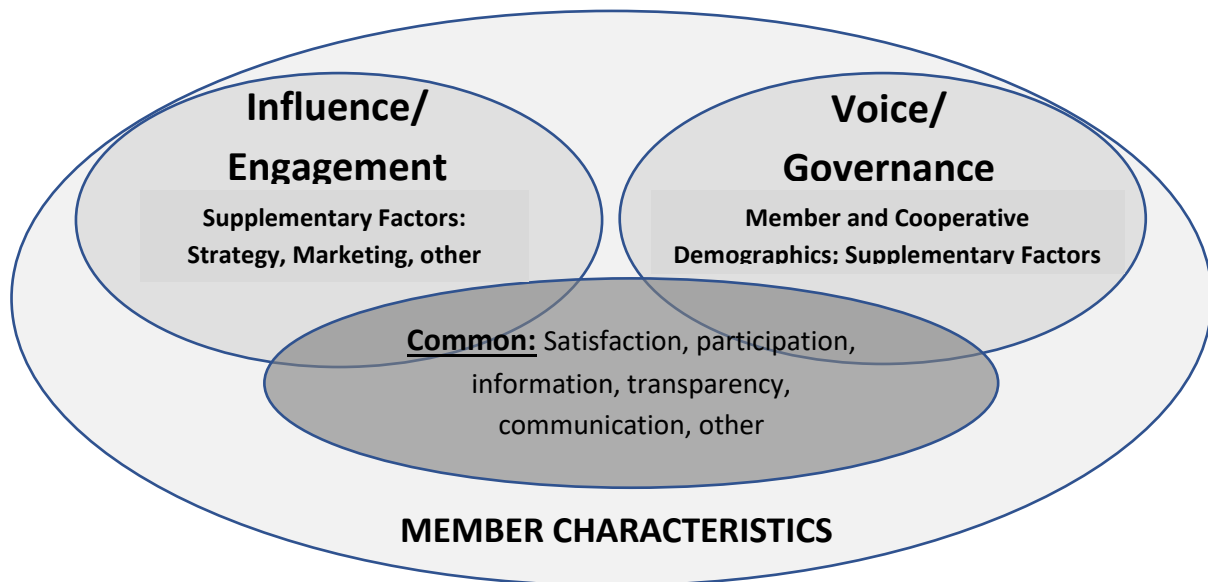 Influence/
Engagement
Supplementary Factors:
Strategy, Marketing, other
Voice/
Governance
Member and Cooperative
Demographics; Supplementary Factors
Common: Satisfaction, participation,
information, transparency,
communication, other
MEMBER CHARACTERISTICS